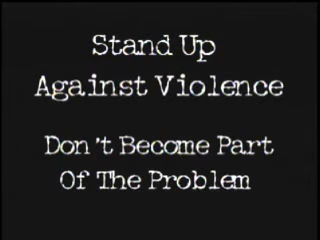 Stand Up
Against Violence
Don't Become Part
Of The Problem